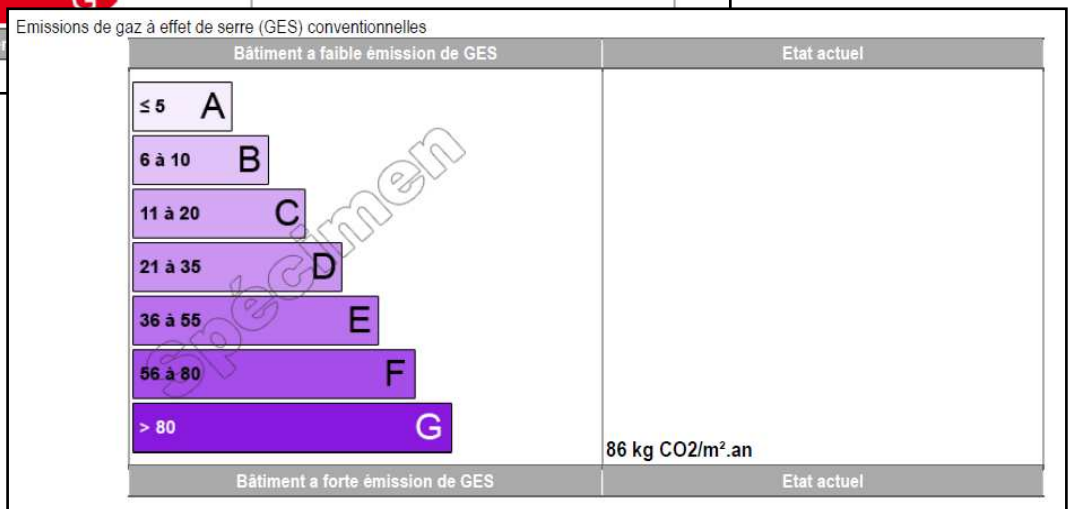 G
Emissions de gaz à effet de serre (GES) conventionnelles
Bâtiment a faible émission de GES Etat actuel
≤ 5 A
6 à 10 B
11 à 20 C
21 à 35 D
36 à 55 E
56 à 80 F
> 80 G
Spécimen
86 kg CO2/m².an
Bâtiment a forte émission de GES Etat actuel